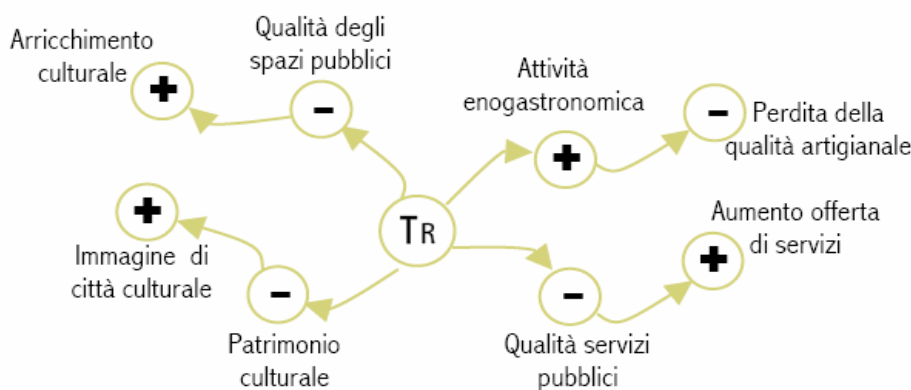 Arricchimento
culturale
+
Qualità degli
spazi pubblici
-
Attività
enogastronomica
+
-
Perdita della
qualità artigianale
TR
+
Immagine di
città culturale
-
Patrimonio
culturale
-
Qualità servizi
pubblici
Aumento offerta
di servizi
+